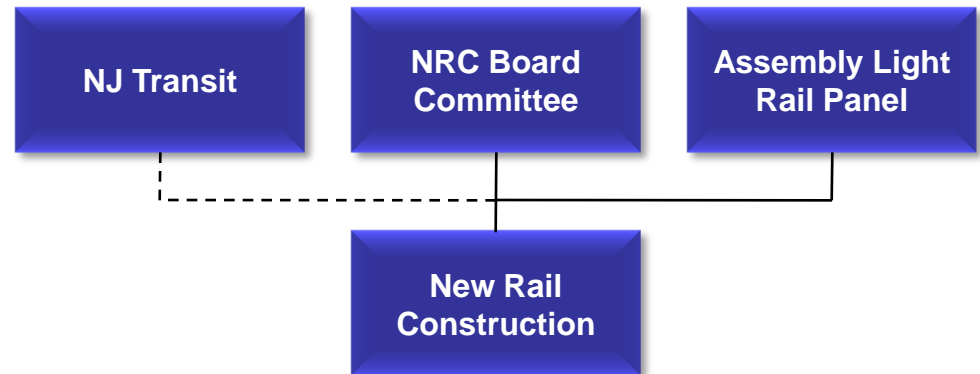 NJ Transit
NRC Board
Committee
Assembly Light
Rail Panel
New Rail
Construction